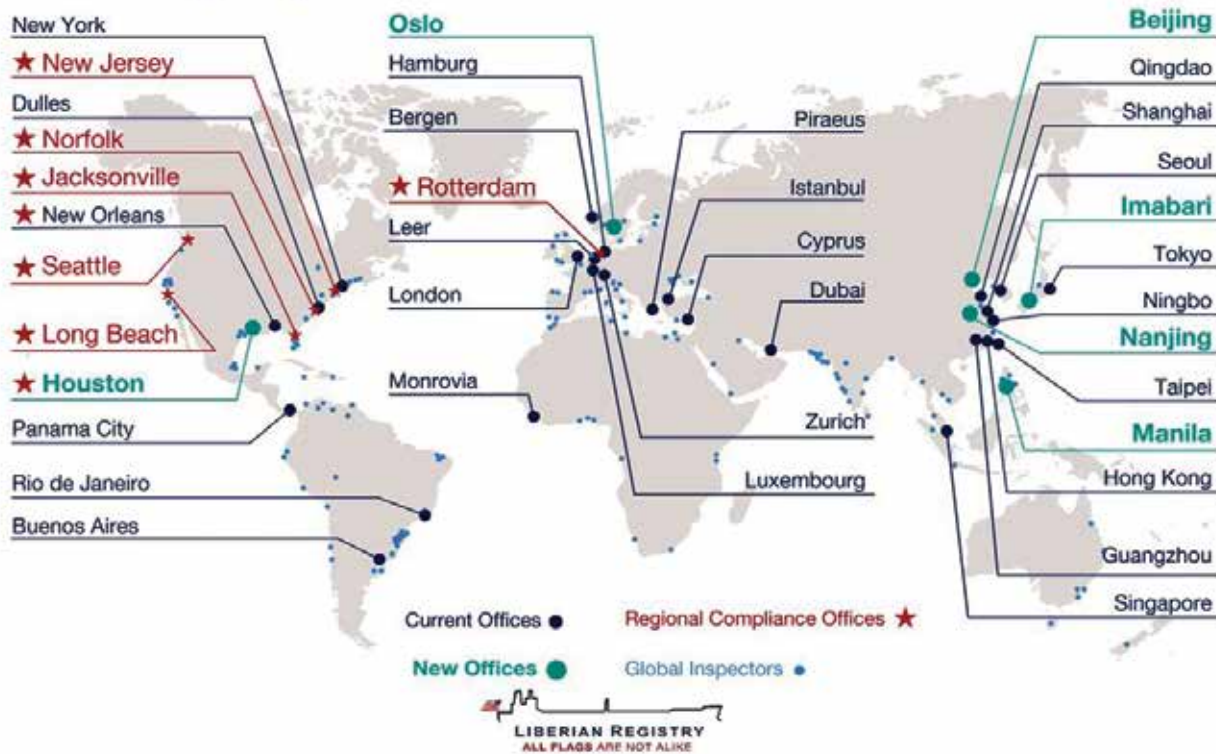 New York
★ New Jersey
Dulles
★ Norfolk
★ Jacksonville
★ New Orleans
★ Seattle
★ Long Beach
★ Houston
Panama City
Rio de Janeiro
Buenos Aires
Oslo
Hamburg
Bergen
★ Rotterdam
Leer
London
Monrovia
Piraeus
Istanbul
Cyprus
Dubai
Zurich
Luxembourg
Beijing
Qingdao
Shanghai
Seoul
Imabari
Tokyo
Ningbo
Nanjing
Taipei
Manila
Hong Kong
Guangzhou
Singapore
Current Offices
Regional Compliance Offices ★
New Offices
Global Inspectors
LIBERIAN REGISTRY
ALL FLAGS ARE NOT ALIKE